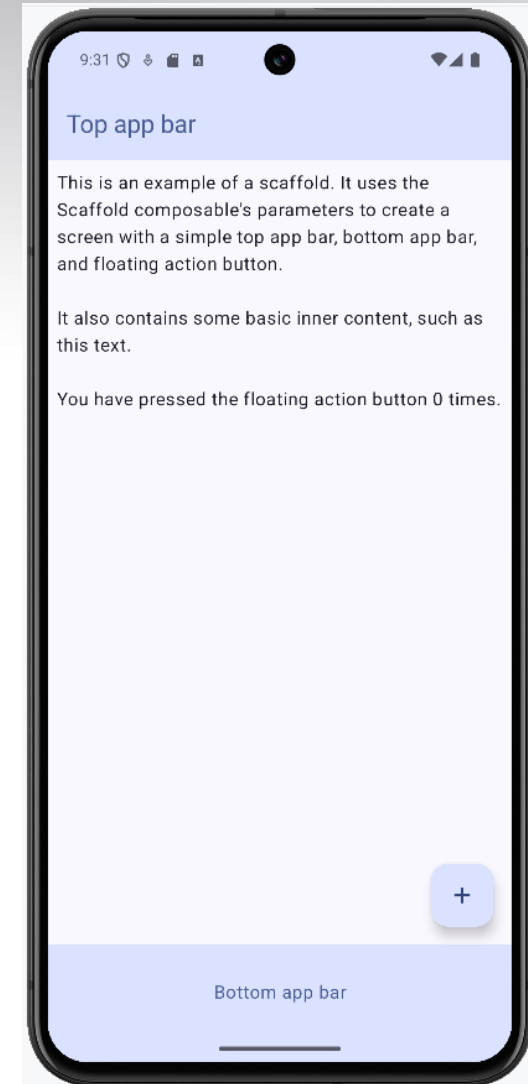 9:31
Top app bar
This is an example of a scaffold. It uses the
Scaffold composable's parameters to create a
screen with a simple top app bar, bottom app bar,
and floating action button.
It also contains some basic inner content, such as
this text.
You have pressed the floating action button 0 times.
+
Bottom app bar